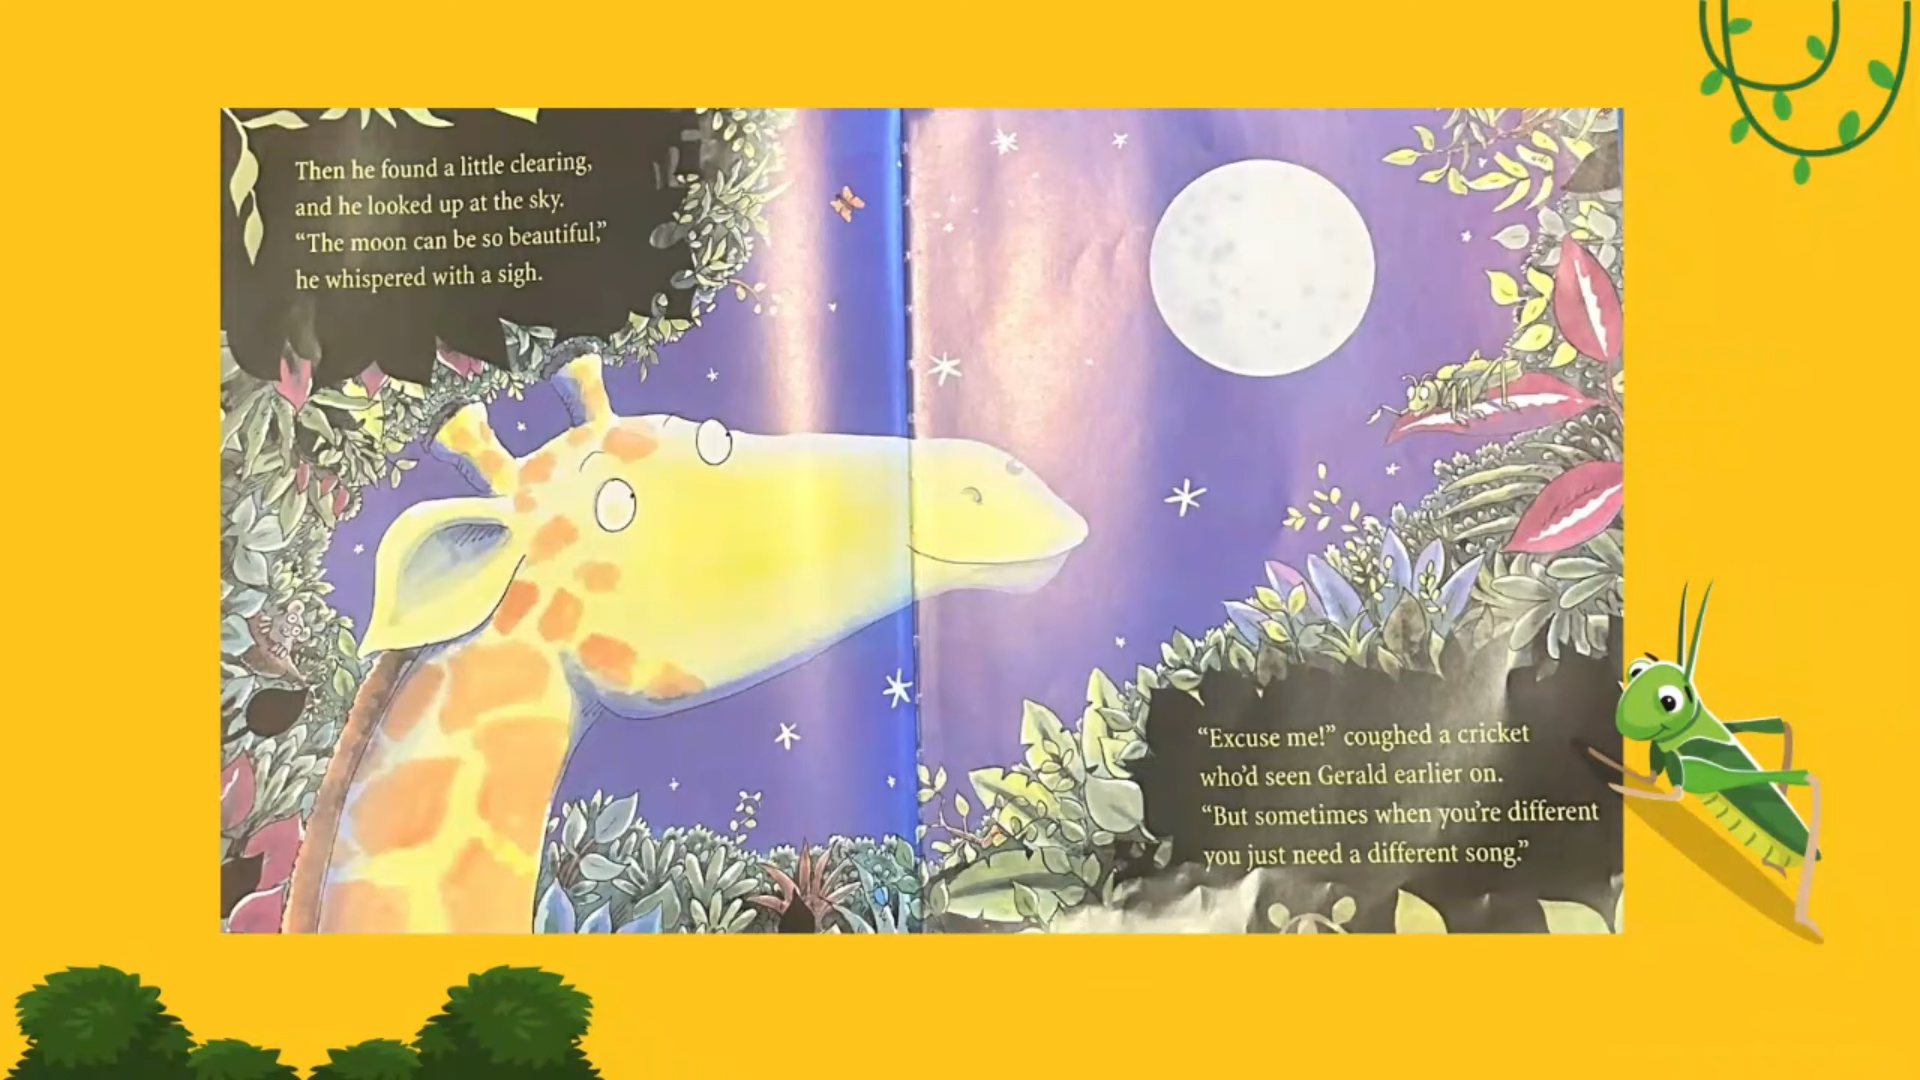 Then he found a little clearing,
and he looked up at the sky.
“The moon can be so beautiful,”
he whispered with a sigh.
“Excuse me!” coughed a cricket
who’d seen Gerald earlier on.
“But sometimes when you’re different
you just need a different song.”